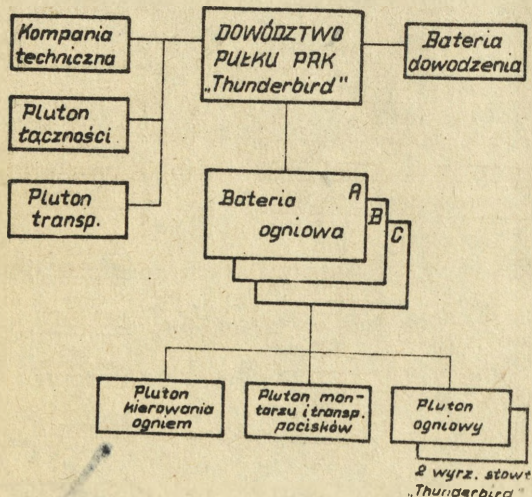 Kompania
techniczna
DOWÓDZTWO
PUŁKU PRK
„Thunderbird"
Bateria
dowodzenia
Pluton
łączności
Pluton
transp.
Bateria
ogniowa
A
B
C
Pluton
kierowania
ogniem
Pluton mon-
tarzu i transp.
pocisków
Pluton
ogniowy
2 wyrz. stow+
„Thunderbird"